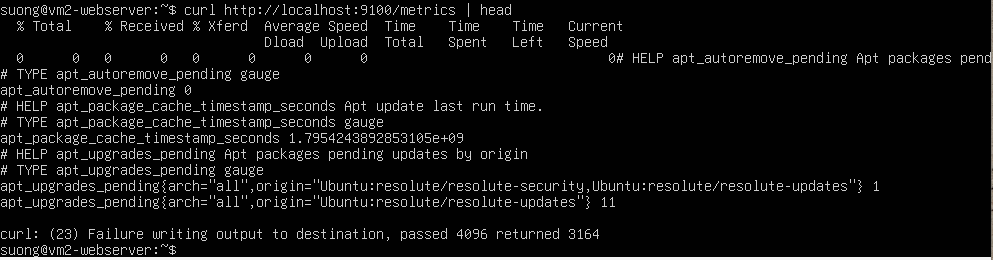 suong@vm2-webserver:~$ curl http://localhost:9100/metrics | head
  % Total    % Received % Xferd  Average Speed  Time    Time    Time   Current
                                 Dload  Upload  Total   Spent   Left   Speed
  0      0   0      0   0      0      0      0                              0# HELP apt_autoremove_pending Apt packages pend
# TYPE apt_autoremove_pending gauge
apt_autoremove_pending 0
# HELP apt_package_cache_timestamp_seconds Apt update last run time.
# TYPE apt_package_cache_timestamp_seconds gauge
apt_package_cache_timestamp_seconds 1.7954243892853105e+09
# HELP apt_upgrades_pending Apt packages pending updates by origin
# TYPE apt_upgrades_pending gauge
apt_upgrades_pending{arch="all",origin="Ubuntu:resolute/resolute-security,Ubuntu:resolute/resolute-updates"} 1
apt_upgrades_pending{arch="all",origin="Ubuntu:resolute/resolute-updates"} 11
curl: (23) Failure writing output to destination, passed 4096 returned 3164
suong@vm2-webserver:~$